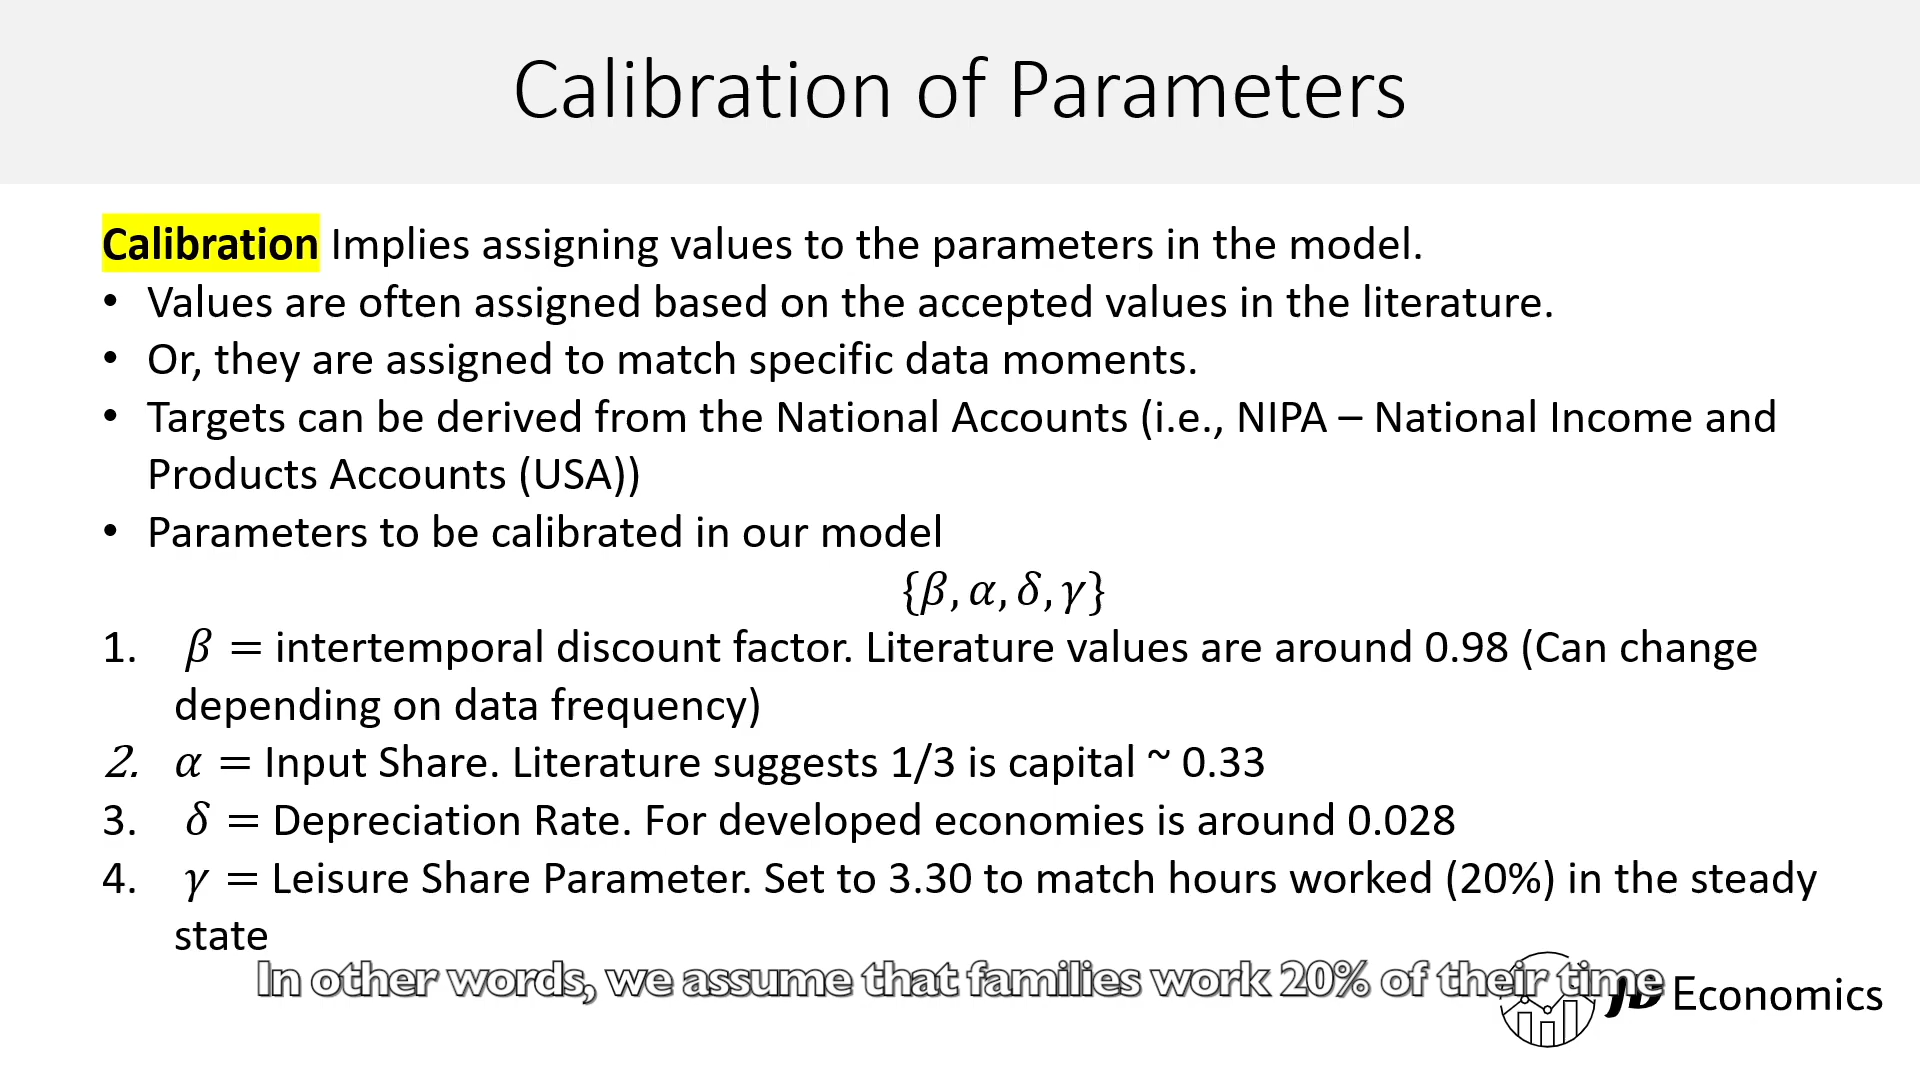 Calibration of Parameters
Calibration Implies assigning values to the parameters in the model.
• Values are often assigned based on the accepted values in the literature.
• Or, they are assigned to match specific data moments.
• Targets can be derived from the National Accounts (i.e., NIPA – National Income and
Products Accounts (USA))
• Parameters to be calibrated in our model
{β, α, δ, γ}
1. β = intertemporal discount factor. Literature values are around 0.98 (Can change
depending on data frequency)
2. α = Input Share. Literature suggests 1/3 is capital ~ 0.33
3. δ = Depreciation Rate. For developed economies is around 0.028
4. γ = Leisure Share Parameter. Set to 3.30 to match hours worked (20%) in the steady
state
In other words, we assume that families work 20% of their time
JD Economics